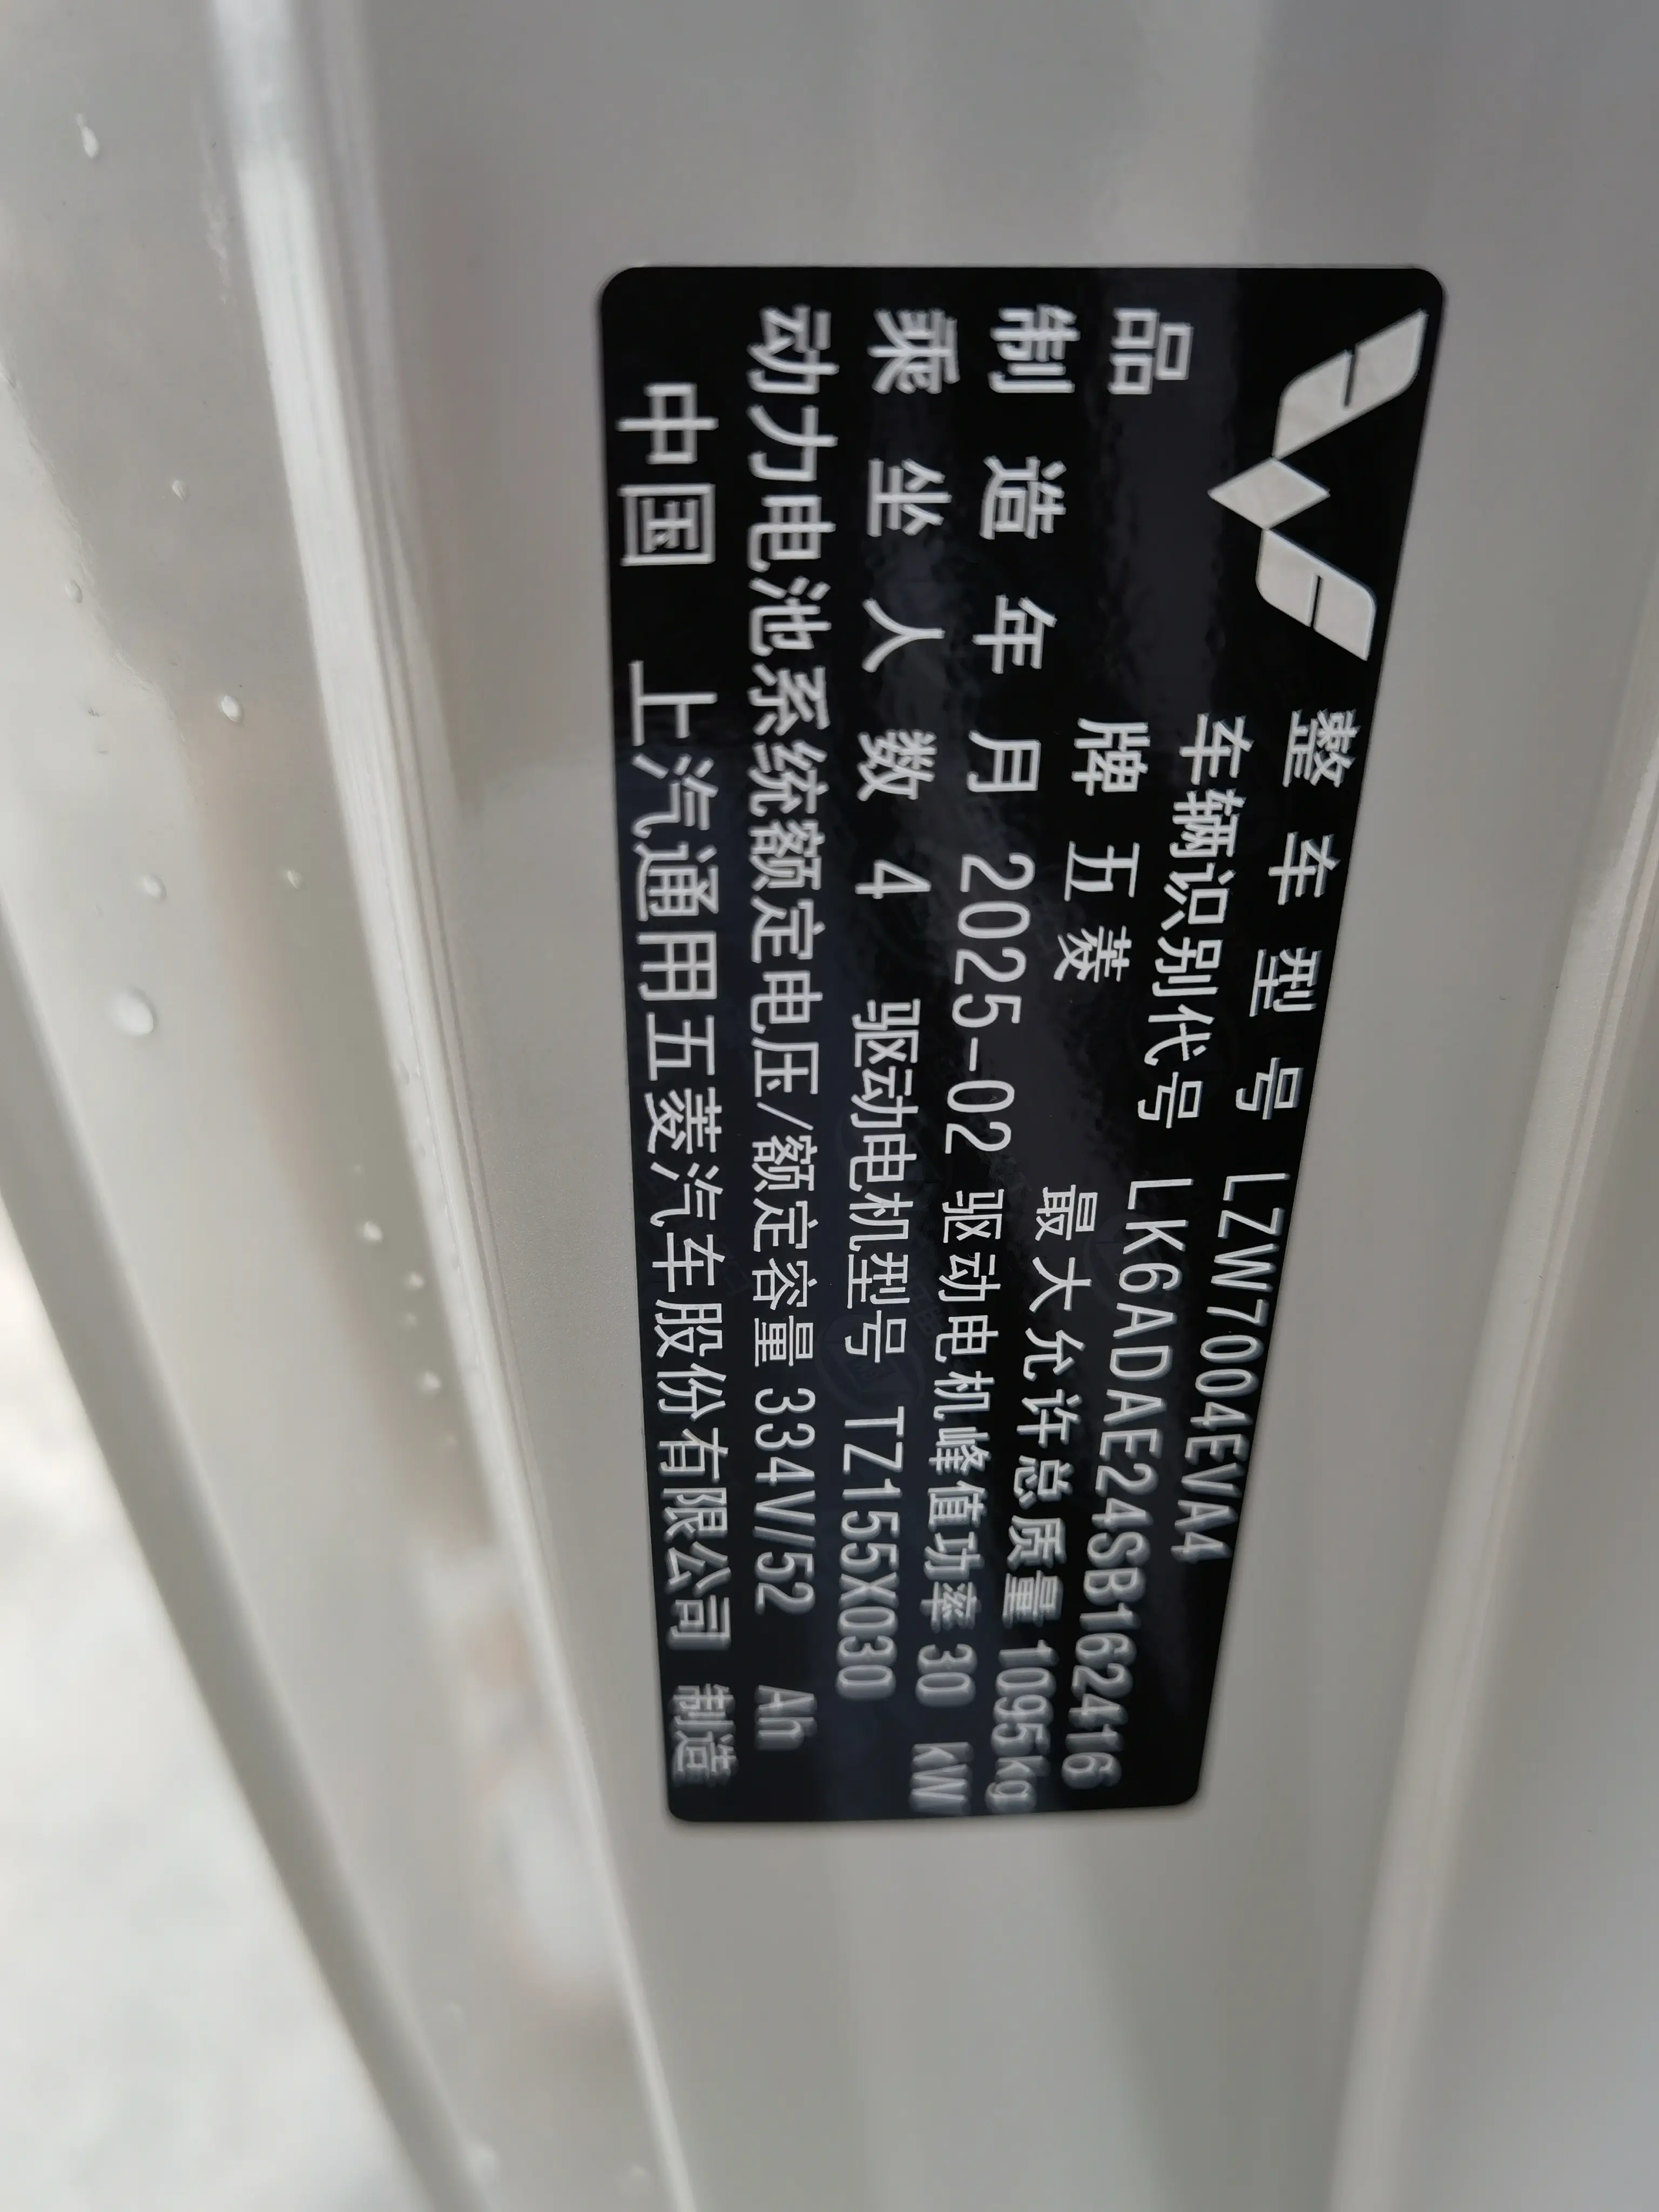 整车型号 LZW7004EVA4
车辆识别代号 LK6ADAE24SB162416
品牌 五菱 最大允许总质量 1095kg
制造年月 2025-02 驱动电机峰值功率 30 kW
乘坐人数 4 驱动电机型号 TZ155X030
动力电池系统额定电压/额定容量 334V/52 Ah
中国 上汽通用五菱汽车股份有限公司 制造